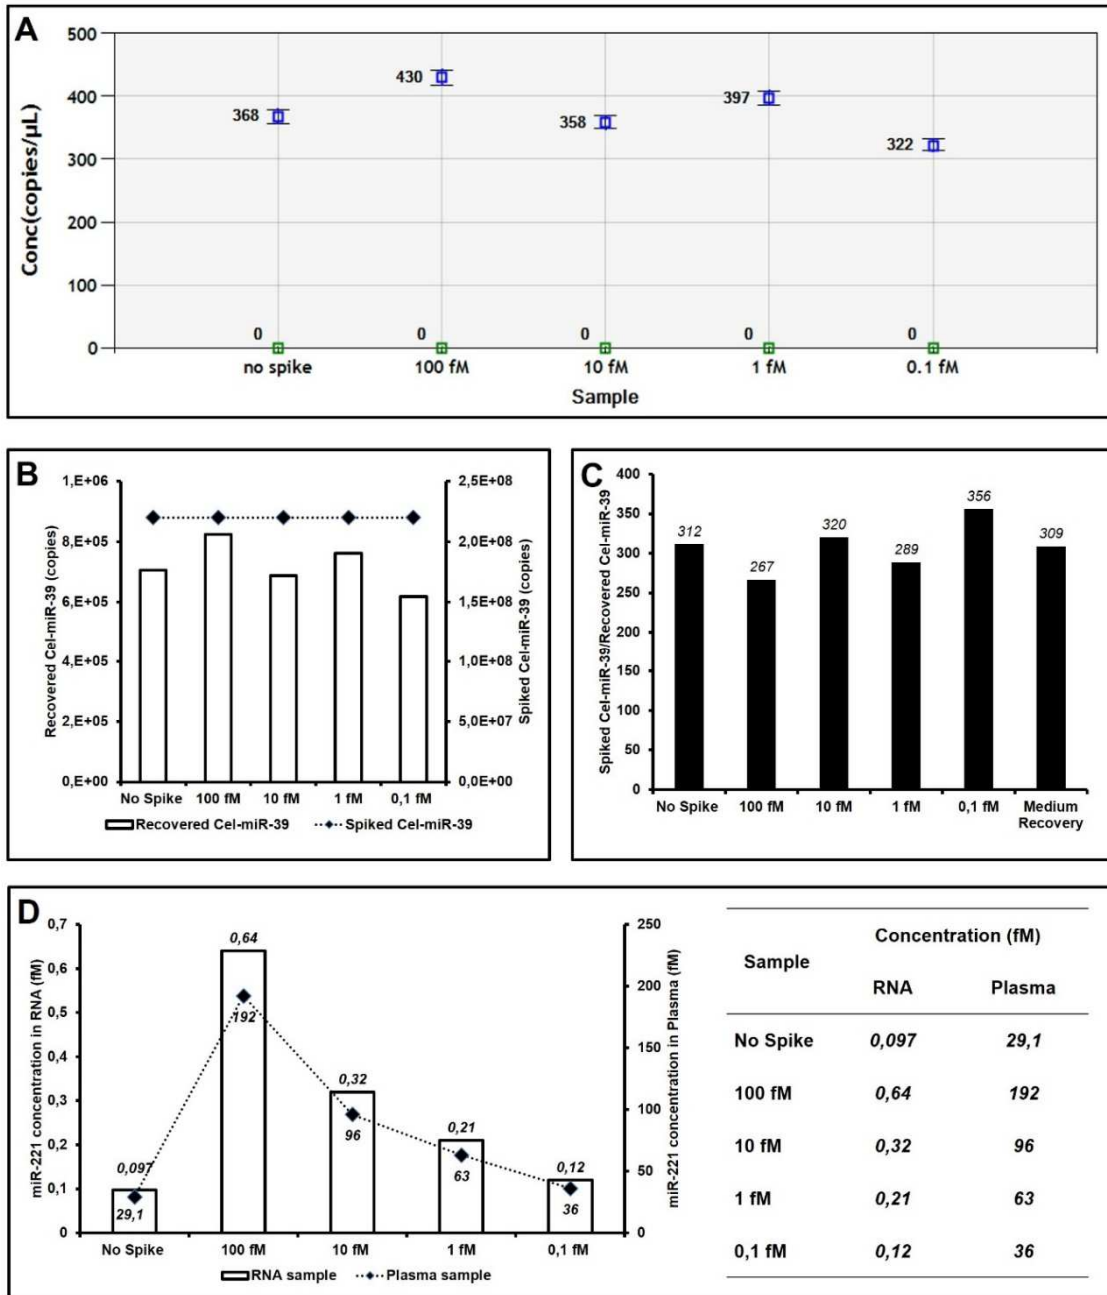 A
Conc(copies/µL)
500
400
300
200
100
0
368
430
358
397
322
0
0
0
0
0
no spike
100 fM
10 fM
1 fM
0.1 fM
Sample
B
Recovered Cel-miR-39 (copies)
1,E+06
8,E+05
6,E+05
4,E+05
2,E+05
0,E+00
2,5E+08
2,0E+08
1,5E+08
1,0E+08
5,0E+07
0,0E+00
Spiked Cel-miR-39 (copies)
No Spike
100 fM
10 fM
1 fM
0,1 fM
Recovered Cel-miR-39
Spiked Cel-miR-39
C
Spiked Cel-miR-39/Recovered Cel-miR-39
400
350
300
250
200
150
100
50
0
312
267
320
289
356
309
No Spike
100 fM
10 fM
1 fM
0,1 fM
Medium
Recovery
D
miR-221 concentration in RNA (fM)
0,7
0,6
0,5
0,4
0,3
0,2
0,1
0
0,097
0,64
0,32
0,21
0,12
29,1
192
96
63
36
250
200
150
100
50
0
miR-221 concentration in Plasma (fM)
No Spike
100 fM
10 fM
1 fM
0,1 fM
RNA sample
Plasma sample
Sample
Concentration (fM)
RNA
Plasma
No Spike 0,097 29,1
100 fM 0,64 192
10 fM 0,32 96
1 fM 0,21 63
0,1 fM 0,12 36